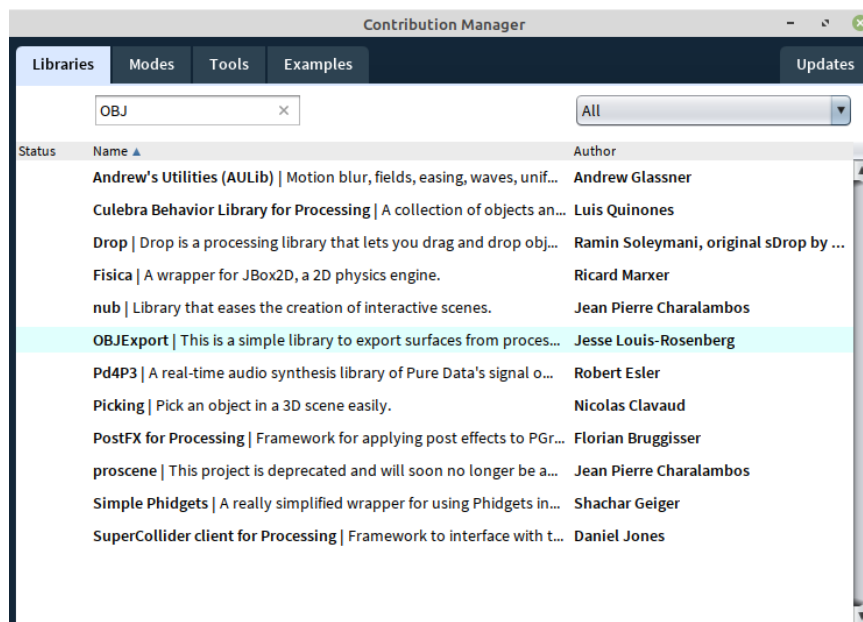 Contribution Manager
Libraries Modes Tools Examples Updates
OBJ All
Status Name Author
Andrew's Utilities (AULib) | Motion blur, fields, easing, waves, unif... Andrew Glassner
Culebra Behavior Library for Processing | A collection of objects an... Luis Quinones
Drop | Drop is a processing library that lets you drag and drop obj... Ramin Soleymani, original sDrop by ...
Fisica | A wrapper for JBox2D, a 2D physics engine. Ricard Marxer
nub | Library that eases the creation of interactive scenes. Jean Pierre Charalambos
OBJExport | This is a simple library to export surfaces from proces... Jesse Louis-Rosenberg
Pd4P3 | A real-time audio synthesis library of Pure Data's signal o... Robert Esler
Picking | Pick an object in a 3D scene easily. Nicolas Clavaud
PostFX for Processing | Framework for applying post effects to PGr... Florian Bruggisser
proscene | This project is deprecated and will soon no longer be a... Jean Pierre Charalambos
Simple Phidgets | A really simplified wrapper for using Phidgets in... Shachar Geiger
SuperCollider client for Processing | Framework to interface with t... Daniel Jones